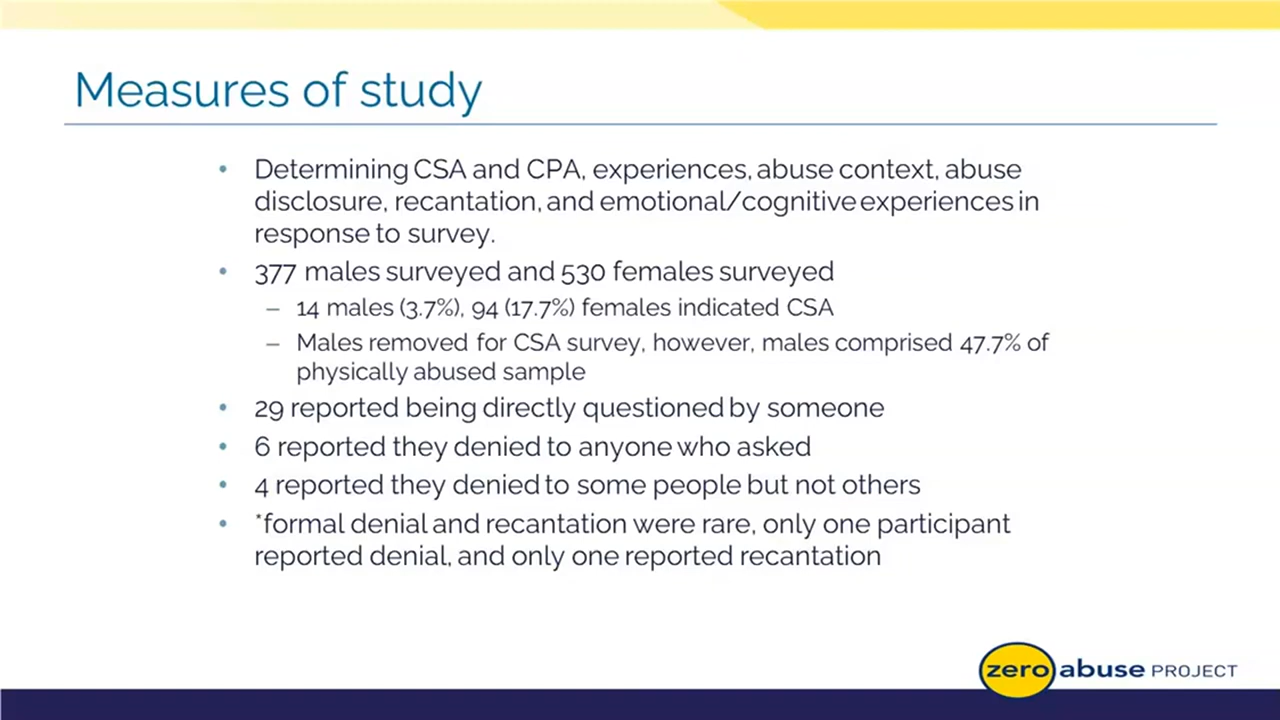 Measures of study
• Determining CSA and CPA, experiences, abuse context, abuse
disclosure, recantation, and emotional/cognitive experiences in
response to survey.
• 377 males surveyed and 530 females surveyed
– 14 males (3.7%), 94 (17.7%) females indicated CSA
– Males removed for CSA survey, however, males comprised 47.7% of
physically abused sample
• 29 reported being directly questioned by someone
• 6 reported they denied to anyone who asked
• 4 reported they denied to some people but not others
• *formal denial and recantation were rare, only one participant
reported denial, and only one reported recantation
zero abuse PROJECT